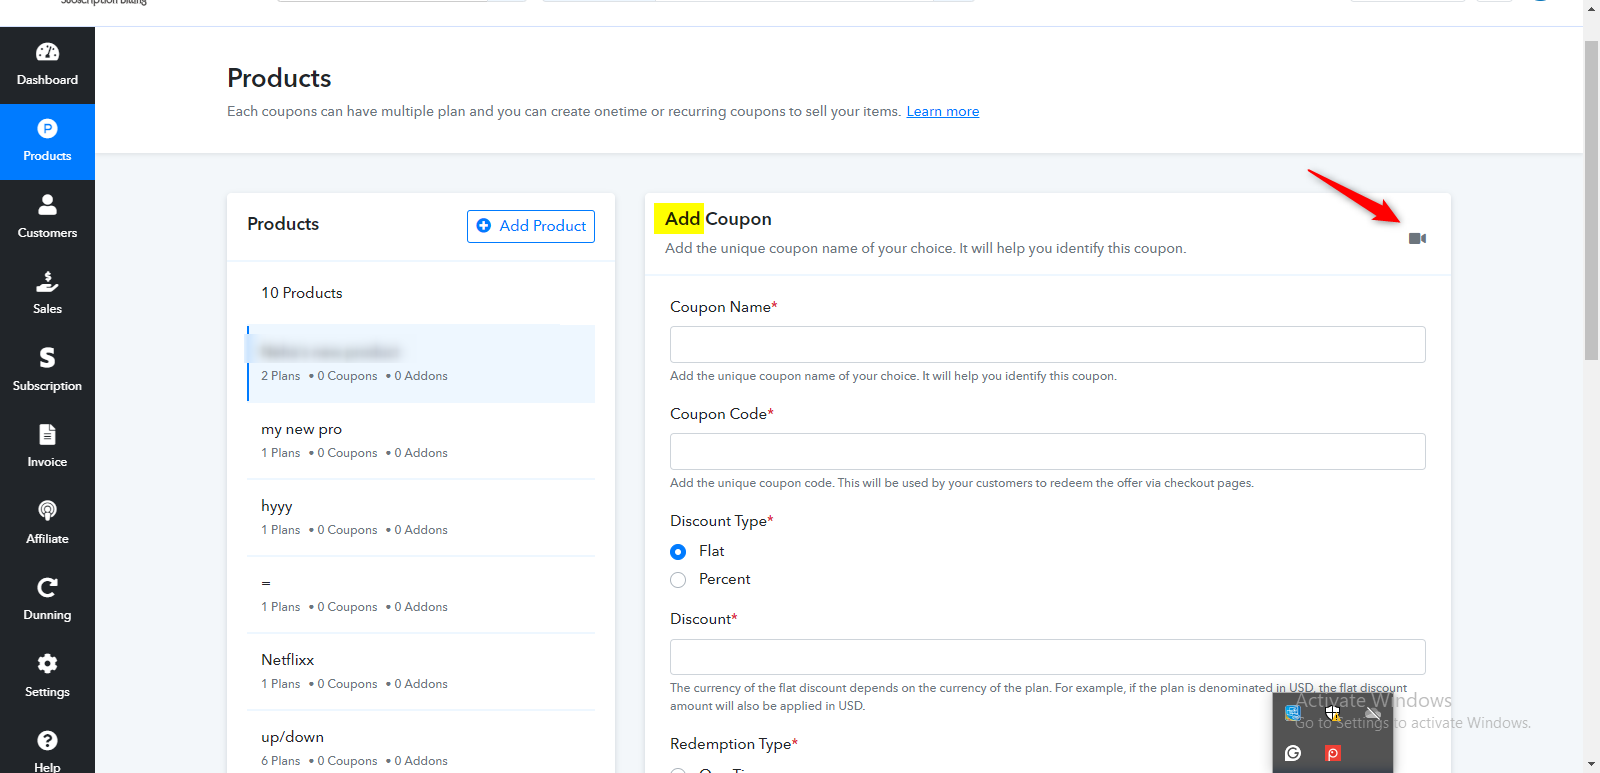 Subscription Billing
Dashboard
Products
Customers
Sales
Subscription
Invoice
Affiliate
Dunning
Settings
Help
Products
Each coupons can have multiple plan and you can create onetime or recurring coupons to sell your items. Learn more
Products
Add Product
10 Products
2 Plans • 0 Coupons • 0 Addons
my new pro
1 Plans • 0 Coupons • 0 Addons
hyyy
1 Plans • 0 Coupons • 0 Addons
=
1 Plans • 0 Coupons • 0 Addons
Netflixx
1 Plans • 0 Coupons • 0 Addons
up/down
6 Plans • 0 Coupons • 0 Addons
Add Coupon
Add the unique coupon name of your choice. It will help you identify this coupon.
Coupon Name*
Add the unique coupon name of your choice. It will help you identify this coupon.
Coupon Code*
Add the unique coupon code. This will be used by your customers to redeem the offer via checkout pages.
Discount Type*
Flat
Percent
Discount*
The currency of the flat discount depends on the currency of the plan. For example, if the plan is denominated in USD, the flat discount
amount will also be applied in USD.
Redemption Type*
Activate Windows
Go to Settings to activate Windows.